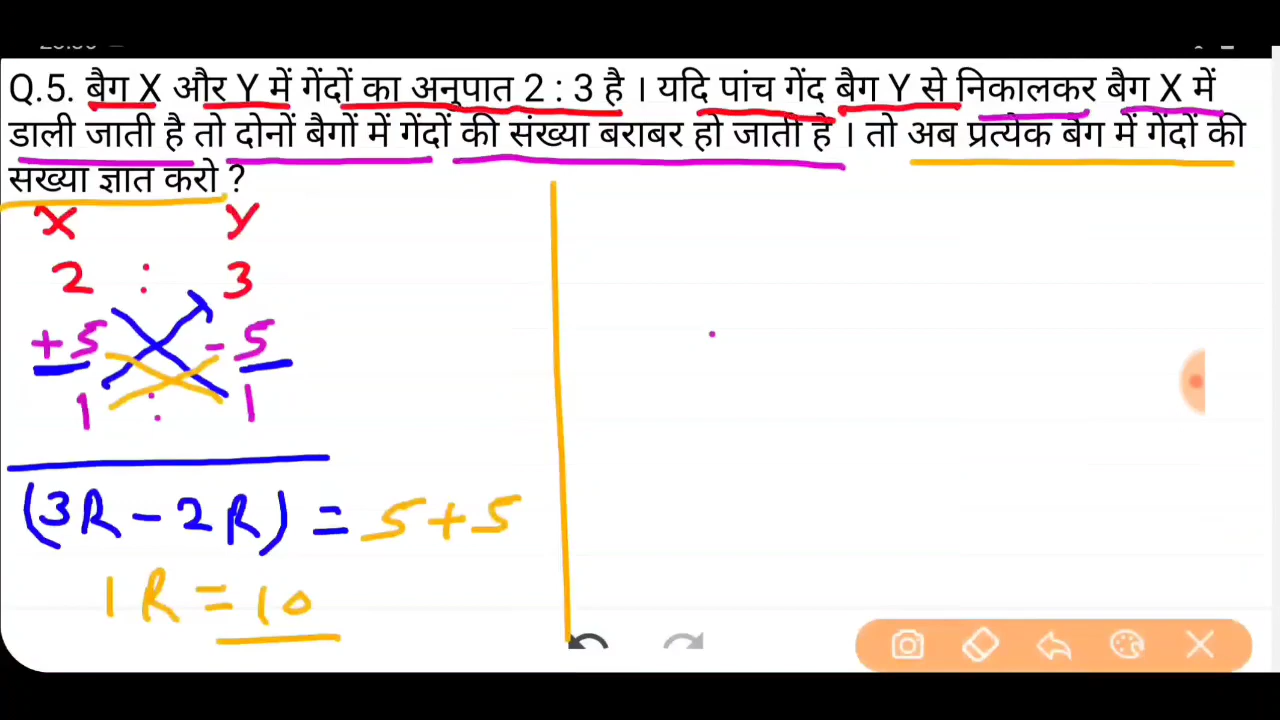 Q.5. बैग X और Y में गेंदों का अनुपात 2 : 3 है । यदि पांच गेंद बैग Y से निकालकर बैग X में
डाली जाती है तो दोनों बैगों में गेंदों की संख्या बराबर हो जाती है । तो अब प्रत्येक बैग में गेंदों की
संख्या ज्ञात करो ?
X Y
2 : 3
+5 -5
1 : 1
(3R - 2R) = 5+5
1R = 10